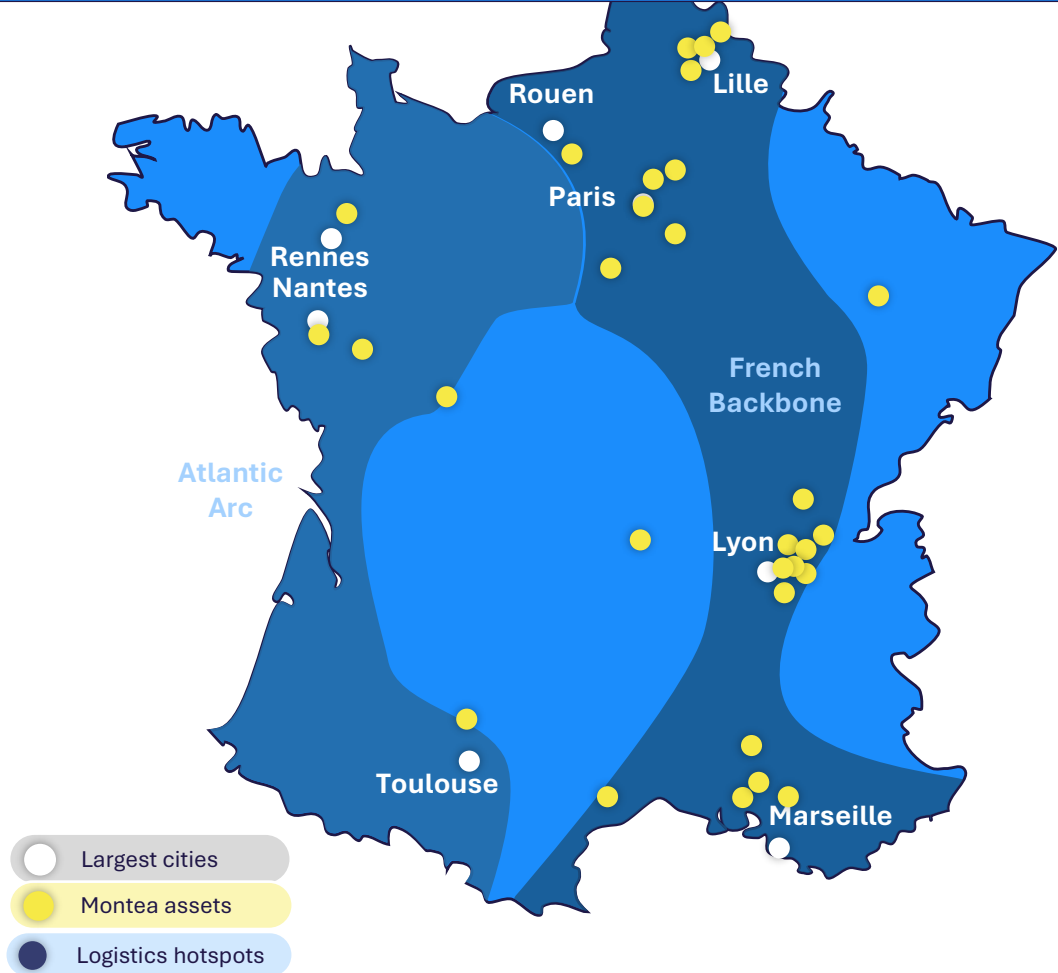 Lille
Rouen
Paris
Rennes
Nantes
French
Backbone
Atlantic
Arc
Lyon
Toulouse
Marseille
Largest cities
Montea assets
Logistics hotspots